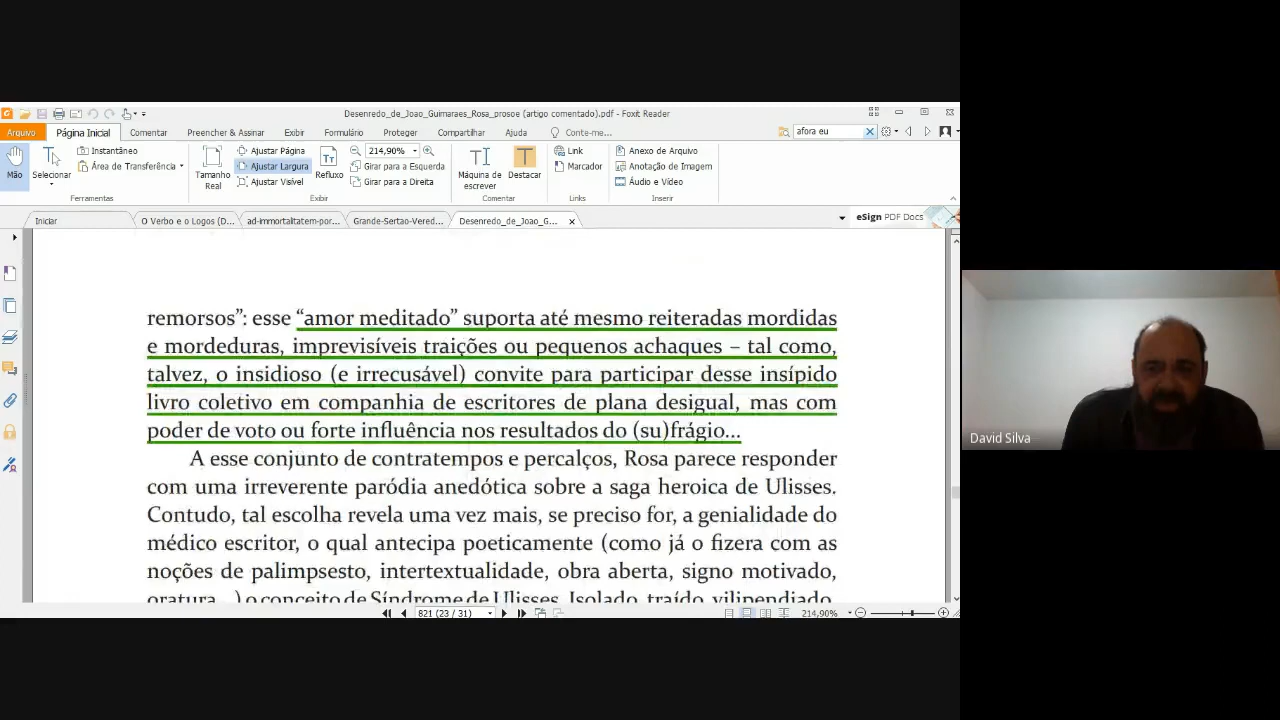 Desenredo_de_Joao_Guimaraes_Rosa_prosoe (artigo comentado).pdf - Foxit Reader
Arquivo Página Inicial Comentar Preencher & Assinar Exibir Formulário Proteger Compartilhar Ajuda Conte-me... afora eu
Mão
Selecionar
Instantâneo
Área de Transferência
Ferramentas
Tamanho Real
Ajustar Página
Ajustar Largura
Ajustar Visível
Refluxo
214,90%
Girar para a Esquerda
Girar para a Direita
Exibir
Máquina de escrever
Destacar
Comentar
Link
Marcador
Links
Anexo de Arquivo
Anotação de Imagem
Áudio e Vídeo
Inserir
Iniciar O Verbo e o Logos (D... ad-immortalitatem-por... Grande-Sertao-Vered... Desenredo_de_Joao_G... eSign PDF Docs
remorsos”: esse “amor meditado” suporta até mesmo reiteradas mordidas
e mordeduras, imprevisíveis traições ou pequenos achaques – tal como,
talvez, o insidioso (e irrecusável) convite para participar desse insípido
livro coletivo em companhia de escritores de plana desigual, mas com
poder de voto ou forte influência nos resultados do (su)frágio...
A esse conjunto de contratempos e percalços, Rosa parece responder
com uma irreverente paródia anedótica sobre a saga heroica de Ulisses.
Contudo, tal escolha revela uma vez mais, se preciso for, a genialidade do
médico escritor, o qual antecipa poeticamente (como já o fizera com as
noções de palimpsesto, intertextualidade, obra aberta, signo motivado,
oratura...) o conceito de Síndrome de Ulisses. Isolado, traído, vilipendiado,
821 (23 / 31) 214,90%
David Silva